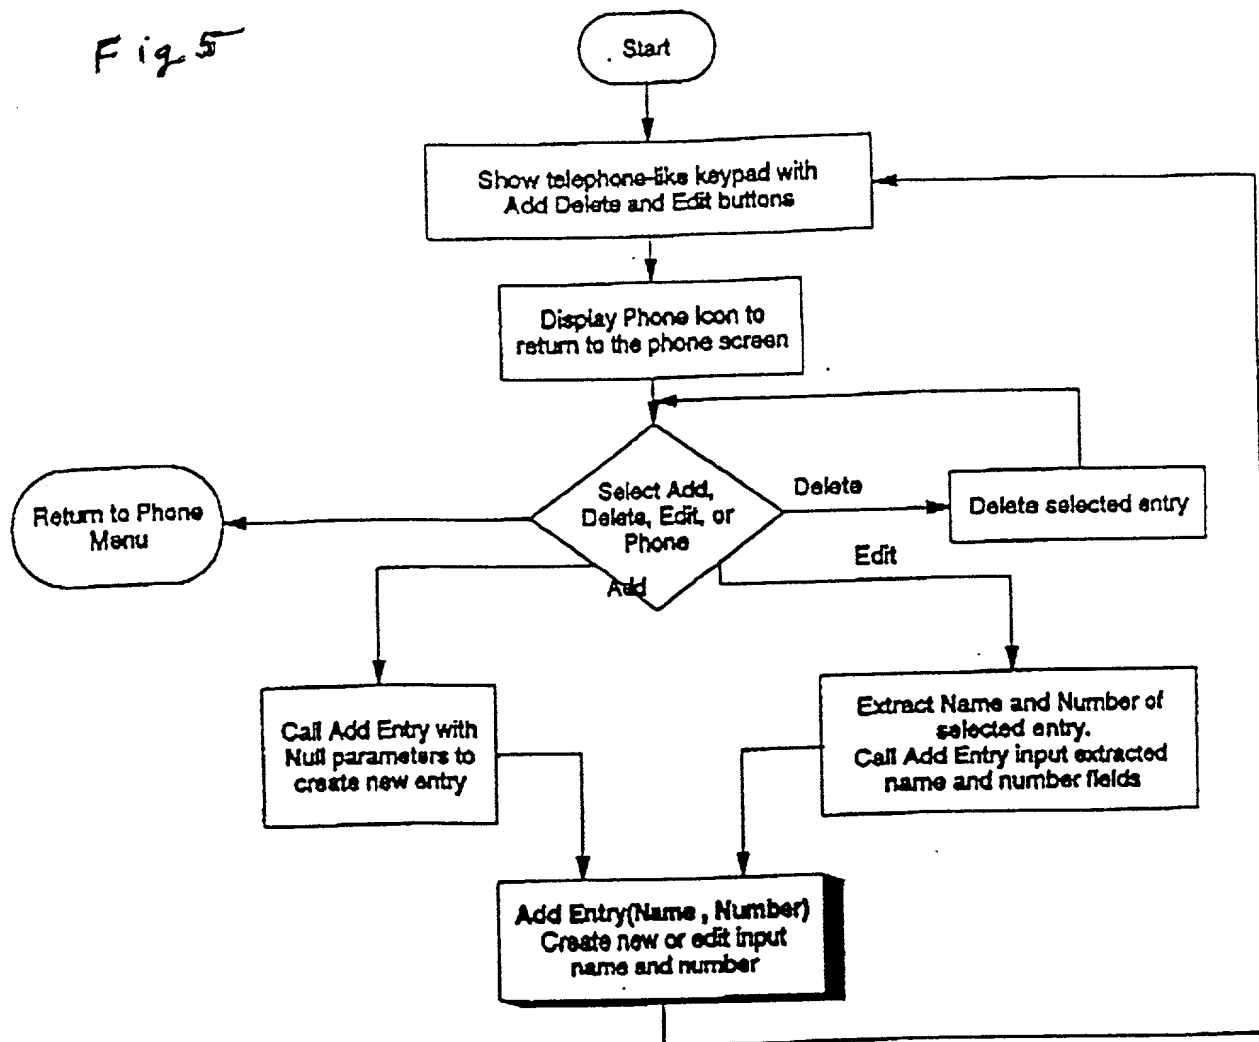 Fig 5
Start
Show telephone-like keypad with
Add Delete and Edit buttons
Display Phone Icon to
return to the phone screen
Select Add,
Delete, Edit, or
Phone
Delete
Delete selected entry
Return to Phone
Menu
Edit
Add
Call Add Entry with
Null parameters to
create new entry
Extract Name and Number of
selected entry.
Call Add Entry input extracted
name and number fields
Add Entry(Name , Number)
Create new or edit input
name and number